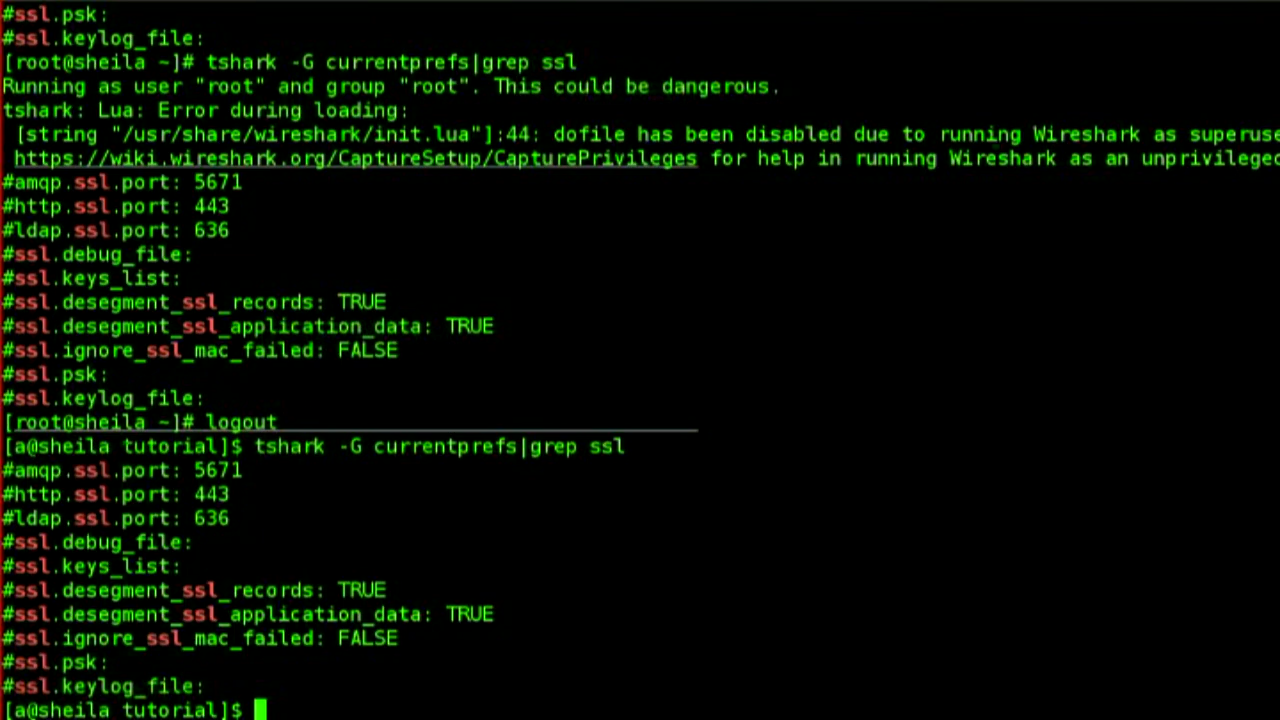 #ssl.psk:
#ssl.keylog_file:
[root@sheila ~]# tshark -G currentprefs|grep ssl
Running as user "root" and group "root". This could be dangerous.
tshark: Lua: Error during loading:
 [string "/usr/share/wireshark/init.lua"]:44: dofile has been disabled due to running Wireshark as superuse
 https://wiki.wireshark.org/CaptureSetup/CapturePrivileges for help in running Wireshark as an unprivileged
#amqp.ssl.port: 5671
#http.ssl.port: 443
#ldap.ssl.port: 636
#ssl.debug_file:
#ssl.keys_list:
#ssl.desegment_ssl_records: TRUE
#ssl.desegment_ssl_application_data: TRUE
#ssl.ignore_ssl_mac_failed: FALSE
#ssl.psk:
#ssl.keylog_file:
[root@sheila ~]# logout
[a@sheila tutorial]$ tshark -G currentprefs|grep ssl
#amqp.ssl.port: 5671
#http.ssl.port: 443
#ldap.ssl.port: 636
#ssl.debug_file:
#ssl.keys_list:
#ssl.desegment_ssl_records: TRUE
#ssl.desegment_ssl_application_data: TRUE
#ssl.ignore_ssl_mac_failed: FALSE
#ssl.psk:
#ssl.keylog_file:
[a@sheila tutorial]$